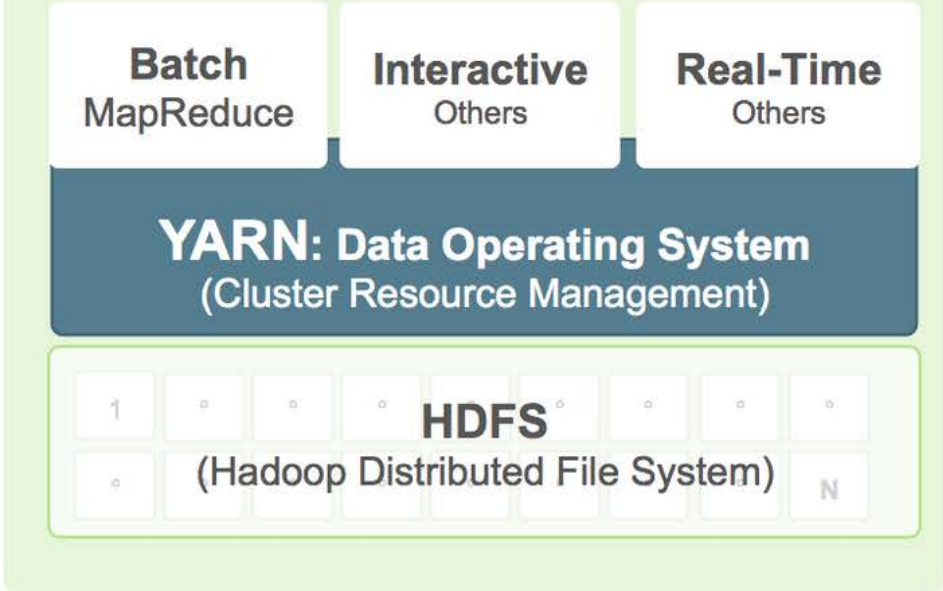 Batch
MapReduce
Interactive
Others
Real-Time
Others
YARN: Data Operating System
(Cluster Resource Management)
1
HDFS
(Hadoop Distributed File System)
N